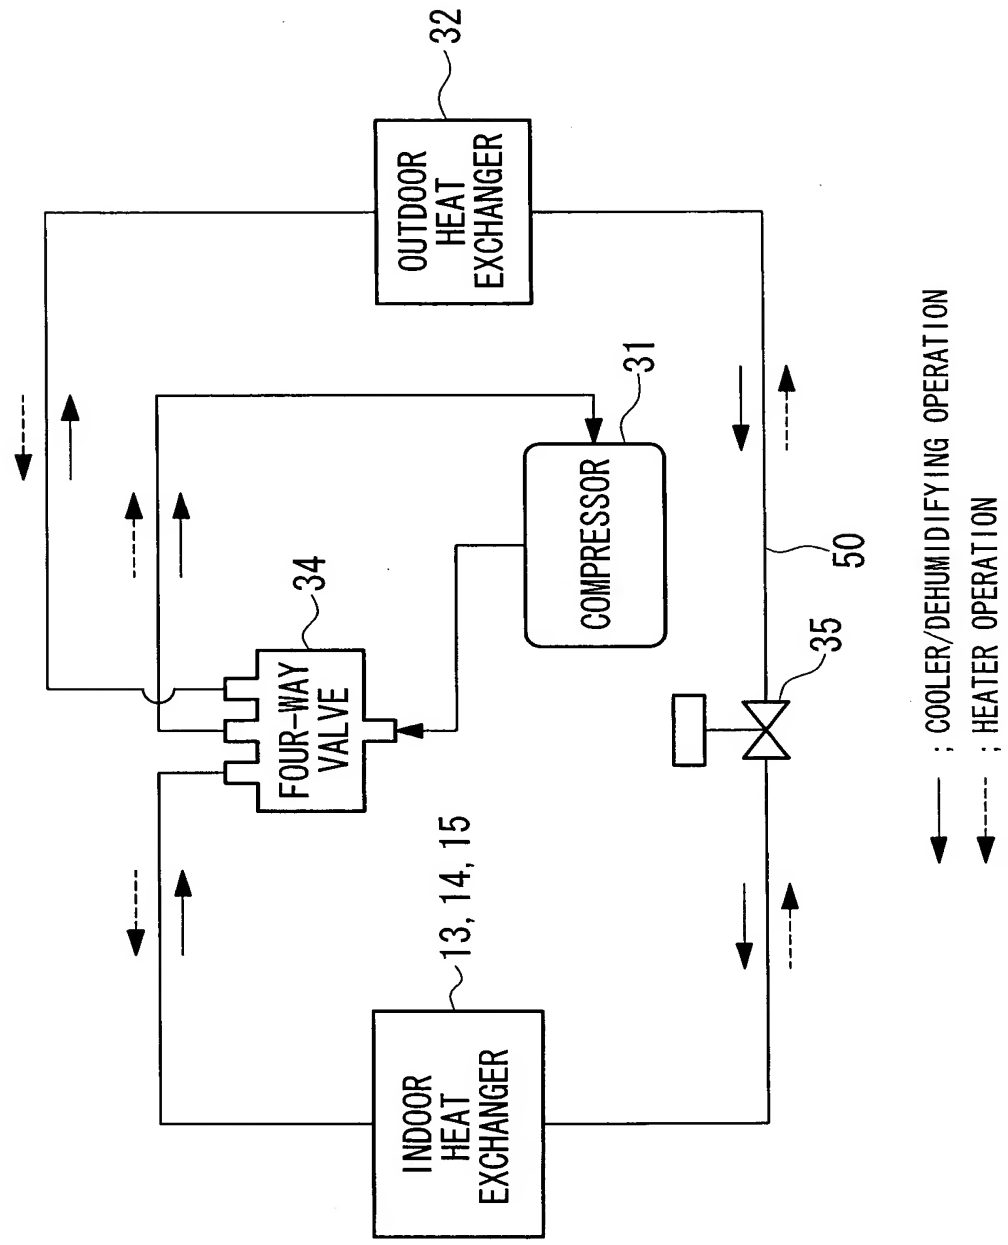 32
OUTDOOR
HEAT
EXCHANGER
31
COMPRESSOR
34
FOUR-WAY
VALVE
50
35
13, 14, 15
INDOOR
HEAT
EXCHANGER
; COOLER/DEHUMIDIFYING OPERATION
; HEATER OPERATION